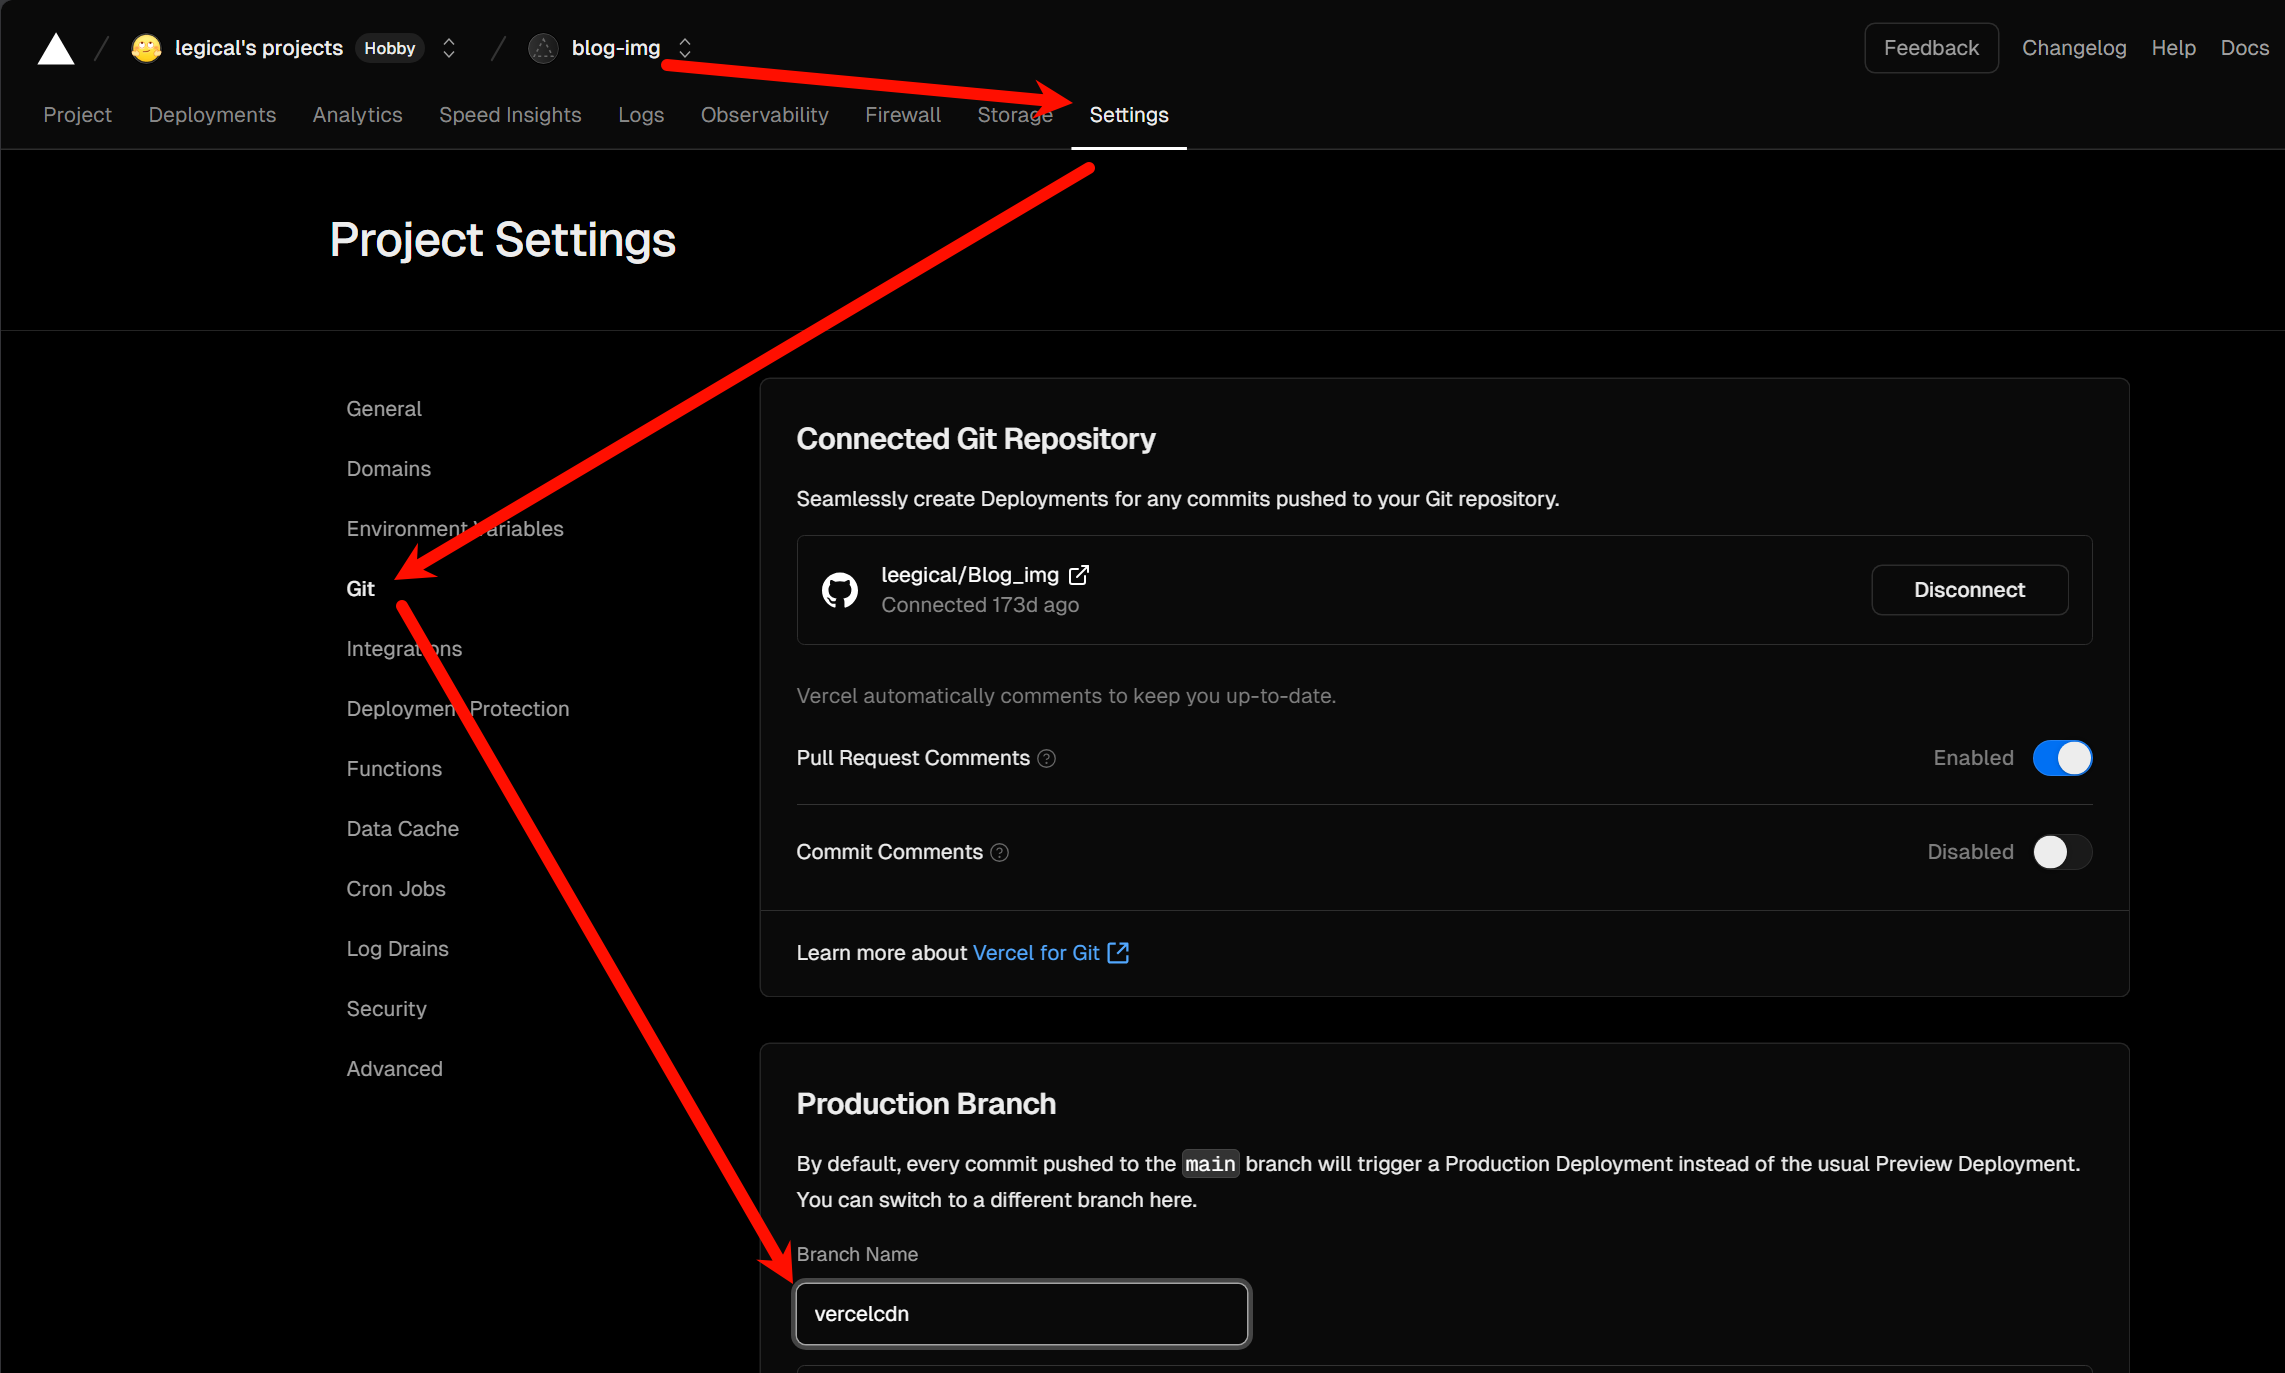 legical's projects Hobby blog-img Feedback Changelog Help Docs
Project Deployments Analytics Speed Insights Logs Observability Firewall Storage Settings
Project Settings
General
Domains
Environment Variables
Git
Integrations
Deployment Protection
Functions
Data Cache
Cron Jobs
Log Drains
Security
Advanced
Connected Git Repository
Seamlessly create Deployments for any commits pushed to your Git repository.
leegical/Blog_img
Connected 173d ago
Disconnect
Vercel automatically comments to keep you up-to-date.
Pull Request Comments Enabled
Commit Comments Disabled
Learn more about Vercel for Git
Production Branch
By default, every commit pushed to the main branch will trigger a Production Deployment instead of the usual Preview Deployment.
You can switch to a different branch here.
Branch Name
vercelcdn